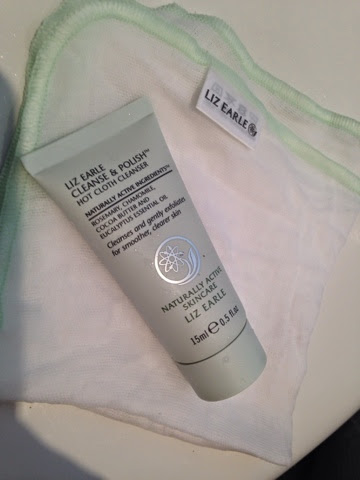 LIZ EARLE
LIZ EARLE
CLEANSE & POLISH™
HOT CLOTH CLEANSER
NATURALLY ACTIVE INGREDIENTS™
ROSEMARY, CHAMOMILE,
COCOA BUTTER AND
EUCALYPTUS ESSENTIAL OIL
Cleanses and gently exfoliates
for smoother, clearer skin
NATURALLY ACTIVE
SKINCARE
LIZ EARLE
15ml ℮ 0.5 fl.oz